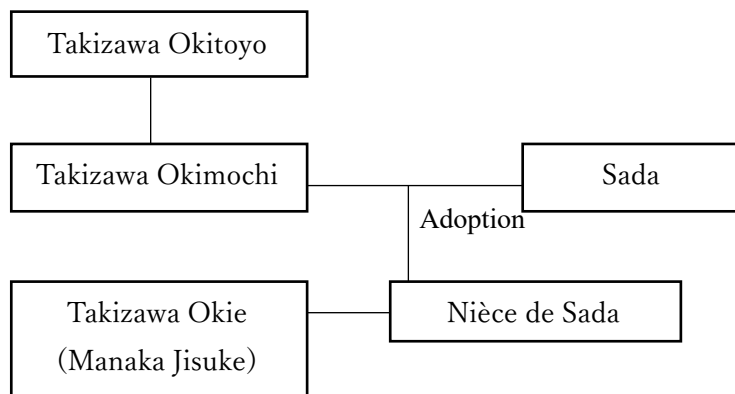 Takizawa Okitoyo
Takizawa Okimochi
Sada
Adoption
Takizawa Okie
(Manaka Jisuke)
Nièce de Sada